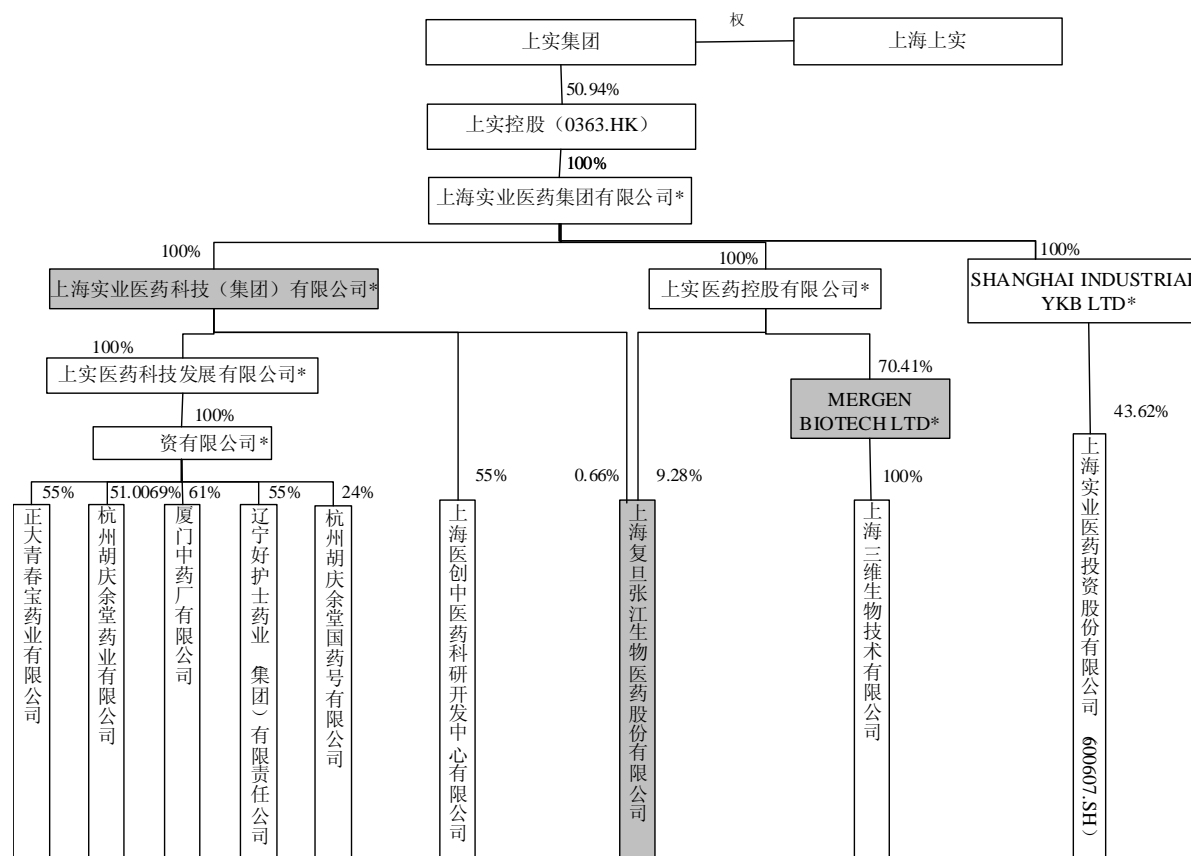 权
上实集团
上海上实
50.94%
上实控股（0363.HK）
100%
上海实业医药集团有限公司*
100%
100%
100%
上海实业医药科技（集团）有限公司*
上实医药控股有限公司*
SHANGHAI INDUSTRIAL
YKB LTD*
100%
上实医药科技发展有限公司*
70.41%
MERGEN
BIOTECH LTD*
43.62%
100%
资有限公司*
55%
51.0069%
61%
55%
24%
55%
0.66%
9.28%
100%
正大青春宝药业有限公司
杭州胡庆余堂药业有限公司
厦门中药厂有限公司
辽宁好护士药业 集团）有限责任公司
杭州胡庆余堂国药号有限公司
上海医创中医药科研开发中心有限公司
上海复旦张江生物医药股份有限公司
上海三维生物技术有限公司
上海实业医药投资股份有限公司 600607.SH）